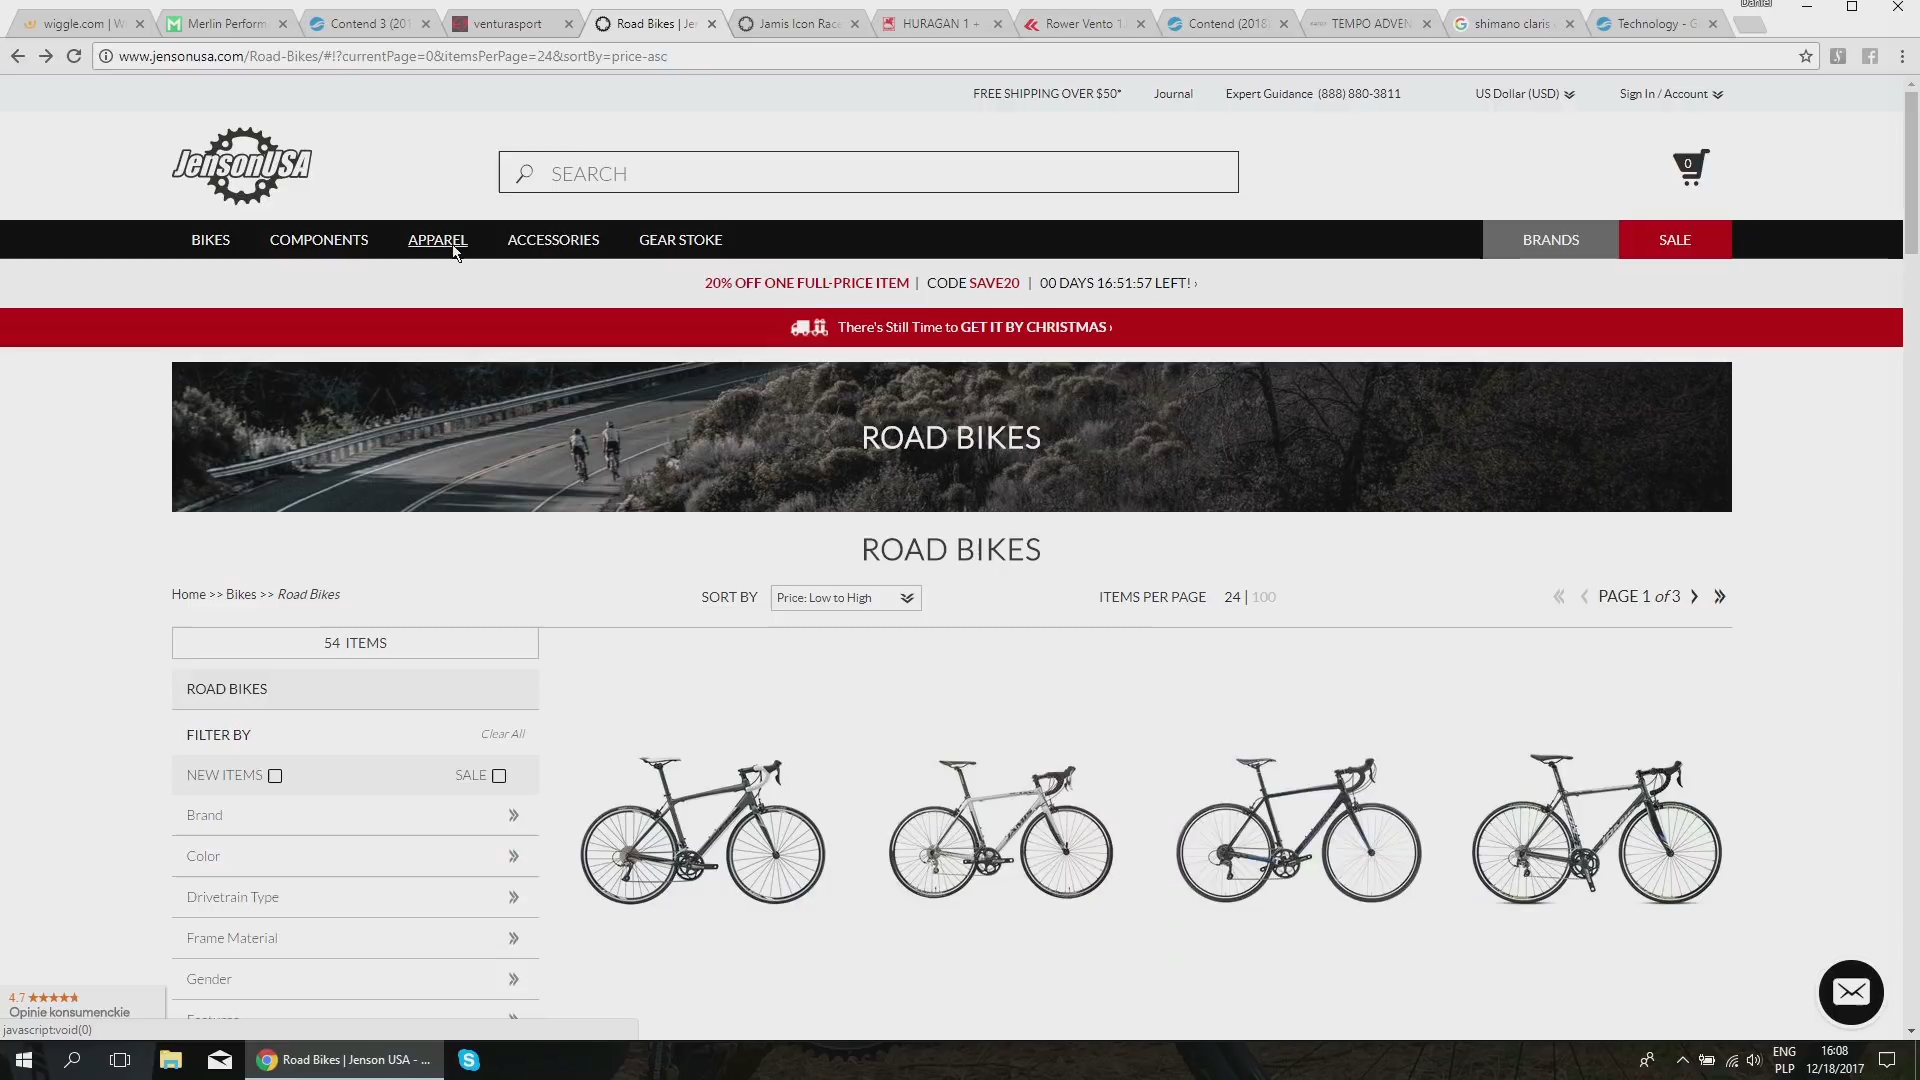 Daniel
wiggle.com | W
Merlin Perform
Contend 3 (201
venturasport
Road Bikes | Je
Jamis Icon Race
HURAGAN 1 +
Rower Vento 1.
Contend (2018)
TEMPO ADVEN
shimano claris
Technology - G
www.jensonusa.com/Road-Bikes/#!?currentPage=0&itemsPerPage=24&sortBy=price-asc
FREE SHIPPING OVER $50*
Journal
Expert Guidance (888) 880-3811
US Dollar (USD)
Sign In / Account
JensonUSA
SEARCH
0
BIKES
COMPONENTS
APPAREL
ACCESSORIES
GEAR STOKE
BRANDS
SALE
20% OFF ONE FULL-PRICE ITEM | CODE SAVE20 | 00 DAYS 16:51:57 LEFT! ›
There's Still Time to GET IT BY CHRISTMAS ›
ROAD BIKES
ROAD BIKES
Home >> Bikes >> Road Bikes
SORT BY
Price: Low to High
ITEMS PER PAGE 24 | 100
PAGE 1 of 3
54 ITEMS
ROAD BIKES
FILTER BY
Clear All
NEW ITEMS
SALE
Brand
Color
Drivetrain Type
Frame Material
Gender
Features
4.7
Opinie konsumenckie
javascript:void(0)
Road Bikes | Jenson USA - ...
ENG
PLP
16:08
12/18/2017